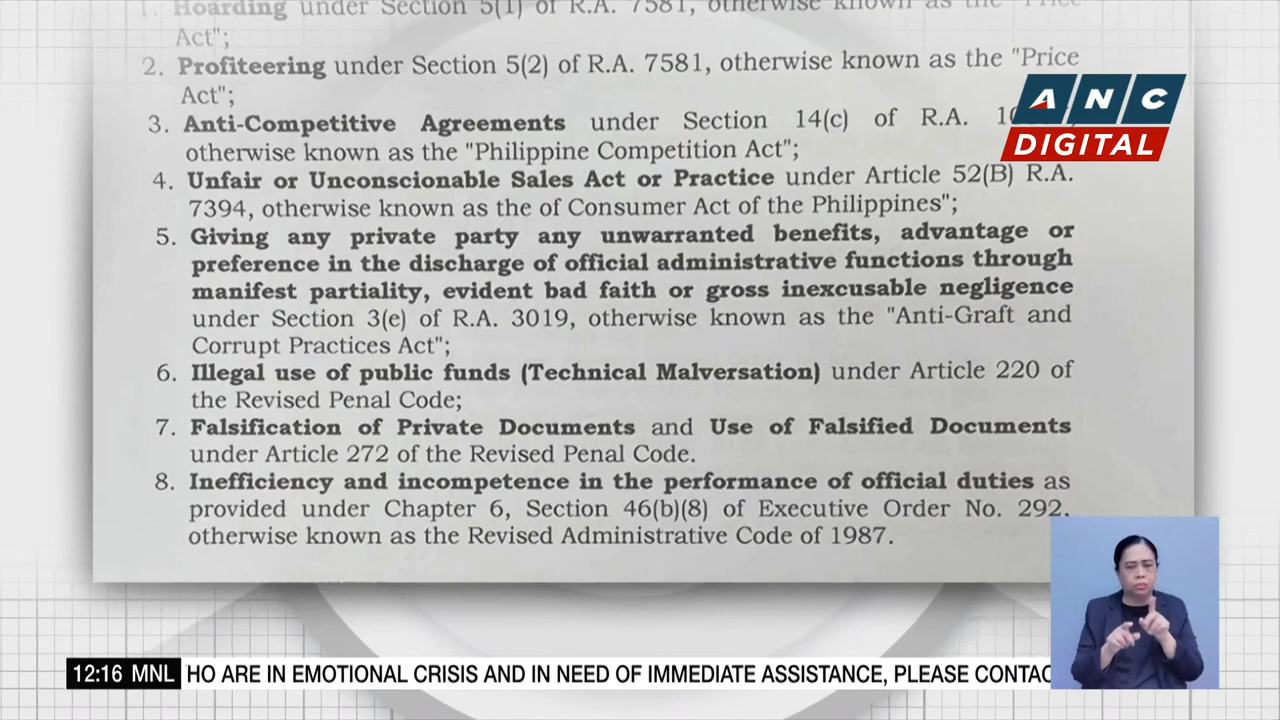 1. Hoarding under Section 5(1) of R.A. 7581, otherwise known as the "Price
Act";
2. Profiteering under Section 5(2) of R.A. 7581, otherwise known as the "Price
Act";
3. Anti-Competitive Agreements under Section 14(c) of R.A.
otherwise known as the "Philippine Competition Act";
4. Unfair or Unconscionable Sales Act or Practice under Article 52(B) R.A.
7394, otherwise known as the of Consumer Act of the Philippines";
5. Giving any private party any unwarranted benefits, advantage or
preference in the discharge of official administrative functions through
manifest partiality, evident bad faith or gross inexcusable negligence
under Section 3(e) of R.A. 3019, otherwise known as the "Anti-Graft and
Corrupt Practices Act";
6. Illegal use of public funds (Technical Malversation) under Article 220 of
the Revised Penal Code;
7. Falsification of Private Documents and Use of Falsified Documents
under Article 272 of the Revised Penal Code.
8. Inefficiency and incompetence in the performance of official duties as
provided under Chapter 6, Section 46(b)(8) of Executive Order No. 292,
otherwise known as the Revised Administrative Code of 1987.
ANC
DIGITAL
12:16 MNL HO ARE IN EMOTIONAL CRISIS AND IN NEED OF IMMEDIATE ASSISTANCE, PLEASE CONTAC